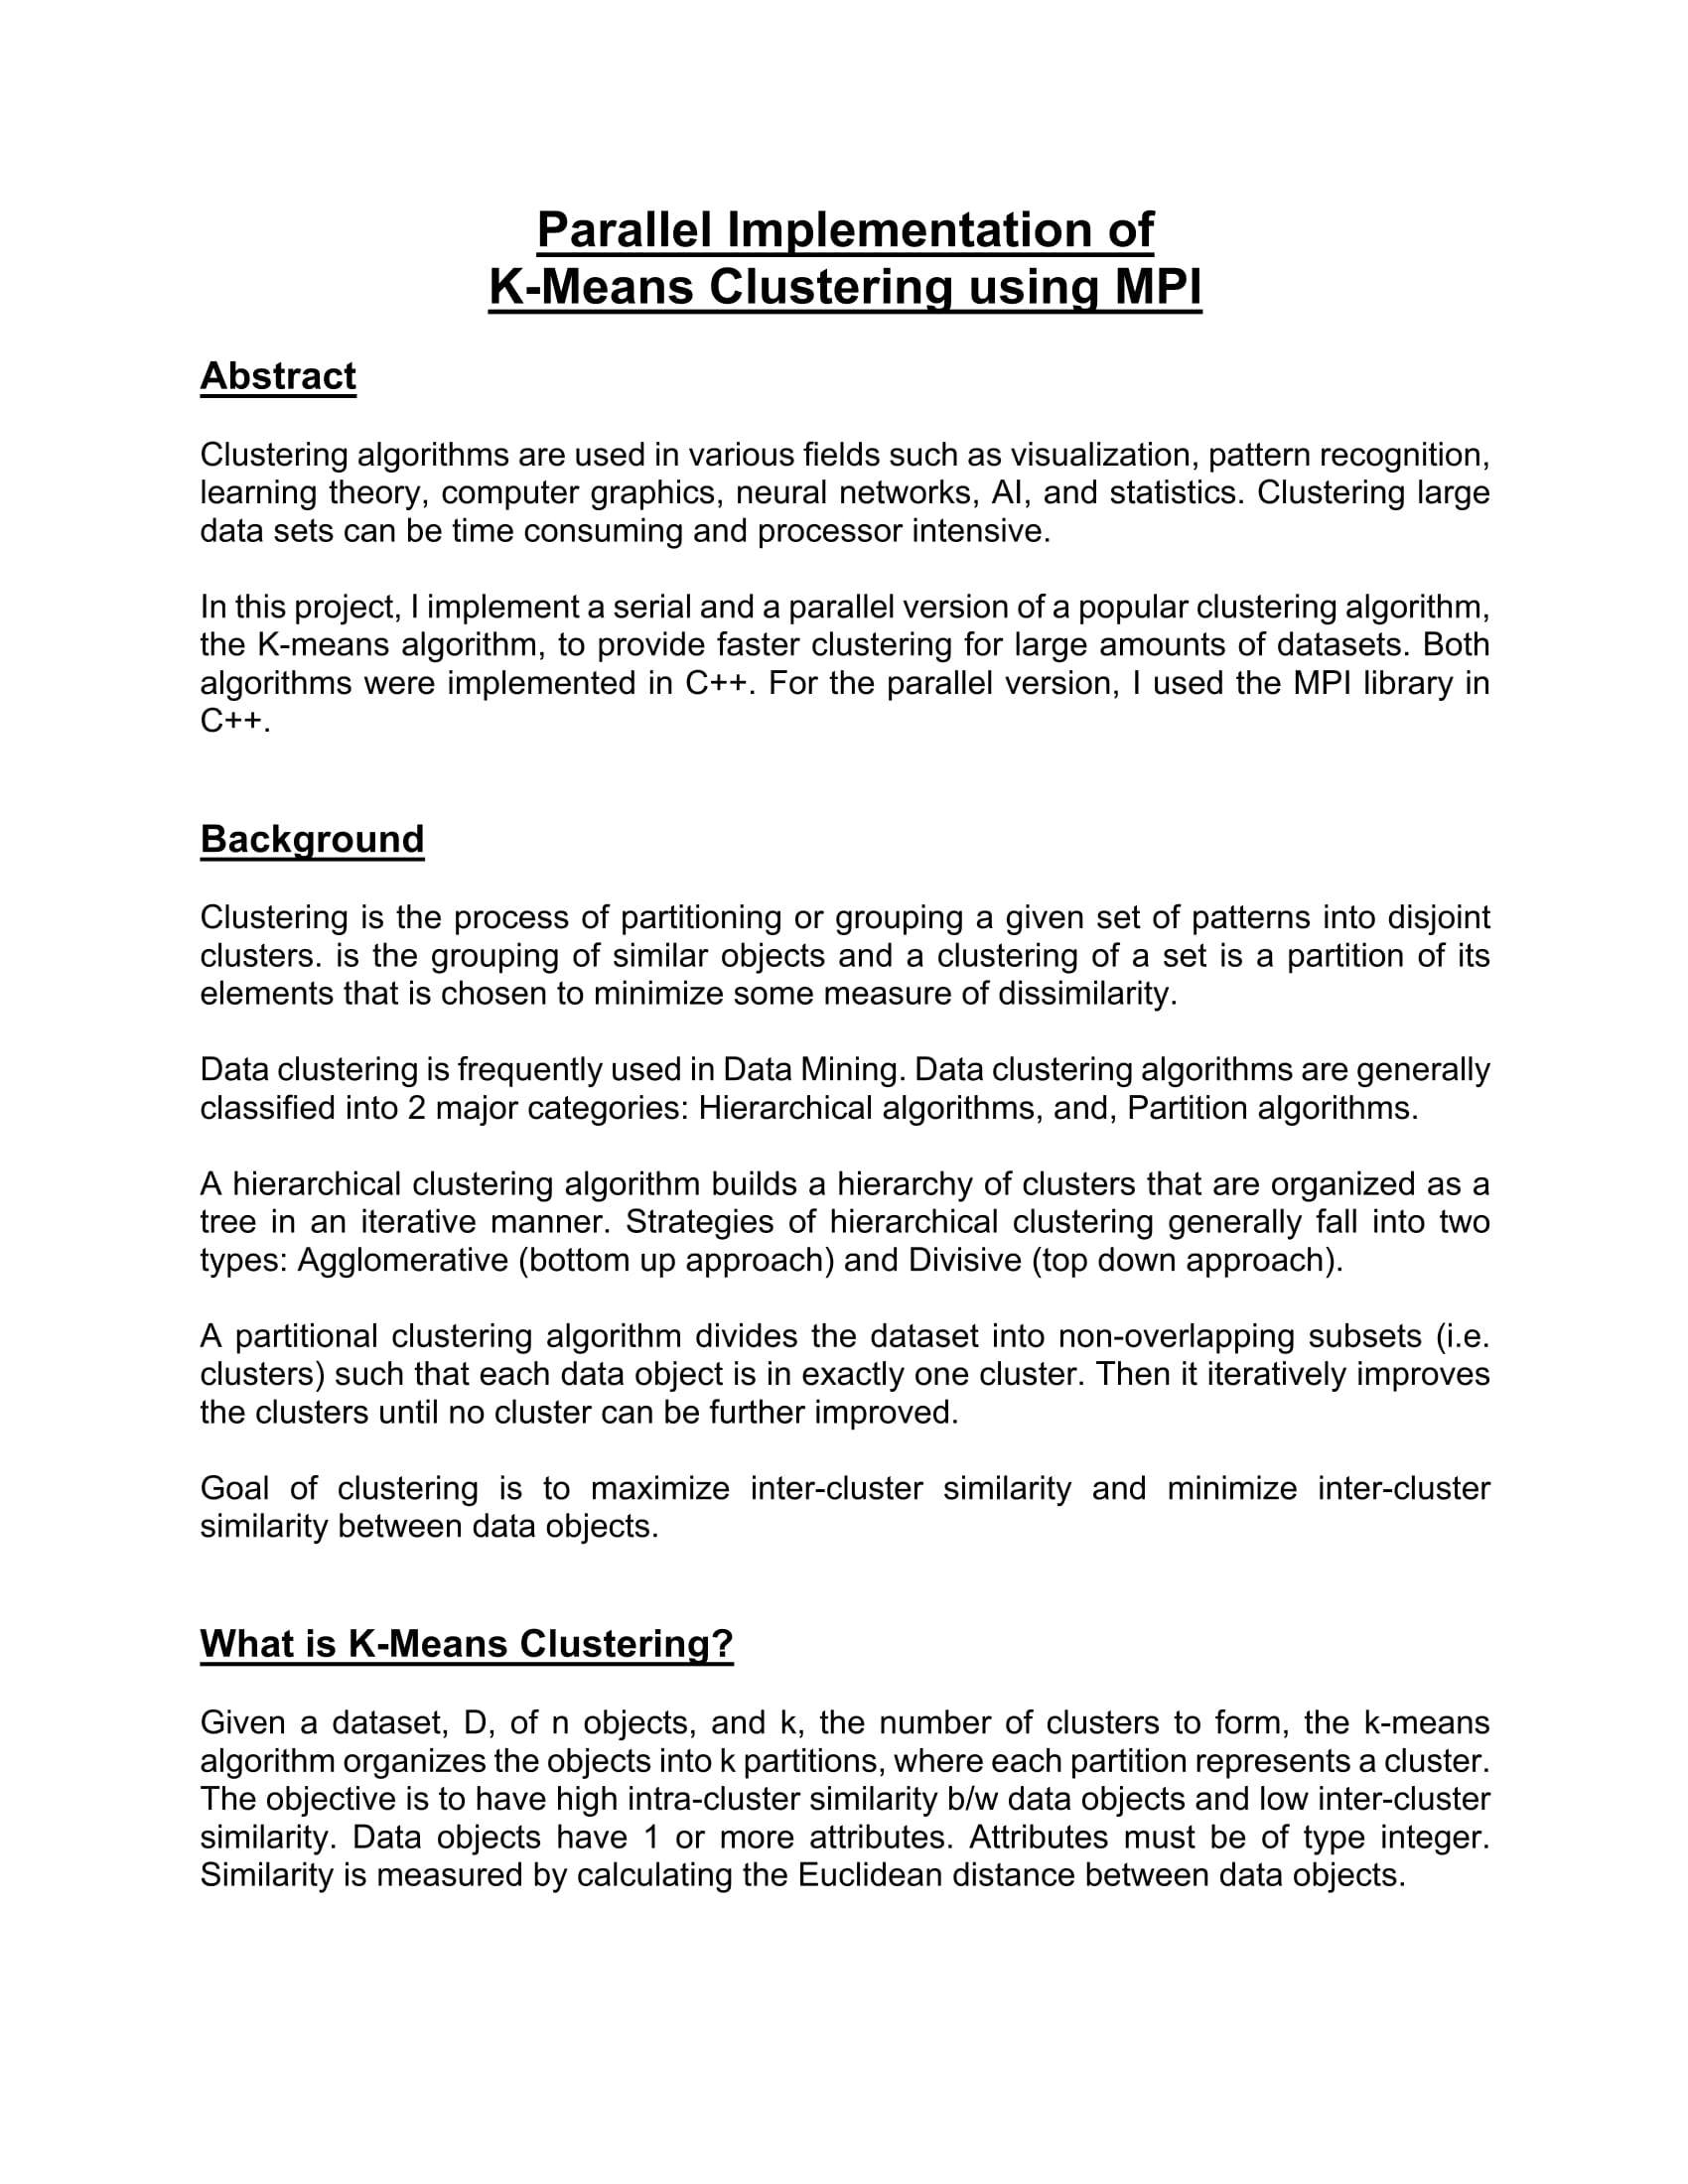 Parallel Implementation of
K-Means Clustering using MPI
Abstract
Clustering algorithms are used in various fields such as visualization, pattern recognition,
learning theory, computer graphics, neural networks, AI, and statistics. Clustering large
data sets can be time consuming and processor intensive.
In this project, I implement a serial and a parallel version of a popular clustering algorithm,
the K-means algorithm, to provide faster clustering for large amounts of datasets. Both
algorithms were implemented in C++. For the parallel version, I used the MPI library in
C++.
Background
Clustering is the process of partitioning or grouping a given set of patterns into disjoint
clusters. is the grouping of similar objects and a clustering of a set is a partition of its
elements that is chosen to minimize some measure of dissimilarity.
Data clustering is frequently used in Data Mining. Data clustering algorithms are generally
classified into 2 major categories: Hierarchical algorithms, and, Partition algorithms.
A hierarchical clustering algorithm builds a hierarchy of clusters that are organized as a
tree in an iterative manner. Strategies of hierarchical clustering generally fall into two
types: Agglomerative (bottom up approach) and Divisive (top down approach).
A partitional clustering algorithm divides the dataset into non-overlapping subsets (i.e.
clusters) such that each data object is in exactly one cluster. Then it iteratively improves
the clusters until no cluster can be further improved.
Goal of clustering is to maximize inter-cluster similarity and minimize inter-cluster
similarity between data objects.
What is K-Means Clustering?
Given a dataset, D, of n objects, and k, the number of clusters to form, the k-means
algorithm organizes the objects into k partitions, where each partition represents a cluster.
The objective is to have high intra-cluster similarity b/w data objects and low inter-cluster
similarity. Data objects have 1 or more attributes. Attributes must be of type integer.
Similarity is measured by calculating the Euclidean distance between data objects.